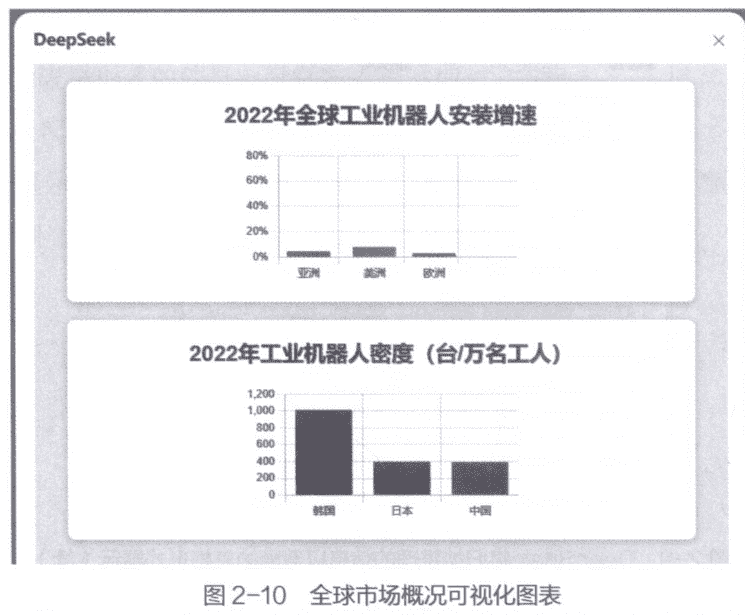 DeepSeek ×
2022年全球工业机器人安装增速
80%
60%
40%
20%
0%
亚洲 美洲 欧洲
2022年工业机器人密度（台/万名工人）
1,200
1,000
800
600
400
200
0
韩国 日本 中国
图 2-10 全球市场概况可视化图表